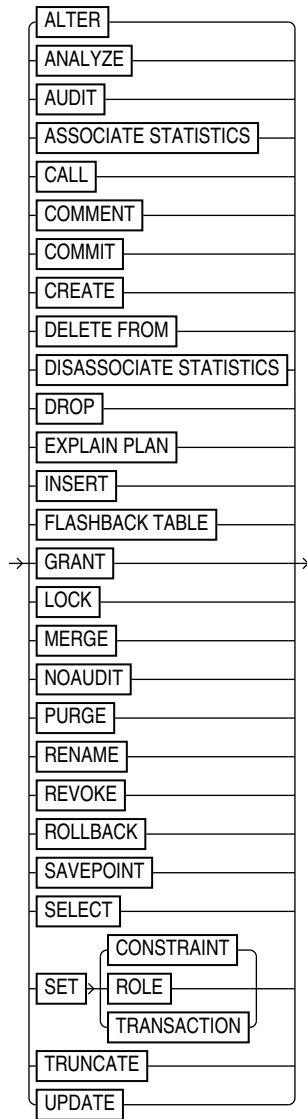 ALTER
ANALYZE
AUDIT
ASSOCIATE STATISTICS
CALL
COMMENT
COMMIT
CREATE
DELETE FROM
DISASSOCIATE STATISTICS
DROP
EXPLAIN PLAN
INSERT
FLASHBACK TABLE
GRANT
LOCK
MERGE
NOAUDIT
PURGE
RENAME
REVOKE
ROLLBACK
SAVEPOINT
SELECT
CONSTRAINT
SET ROLE
TRANSACTION
TRUNCATE
UPDATE